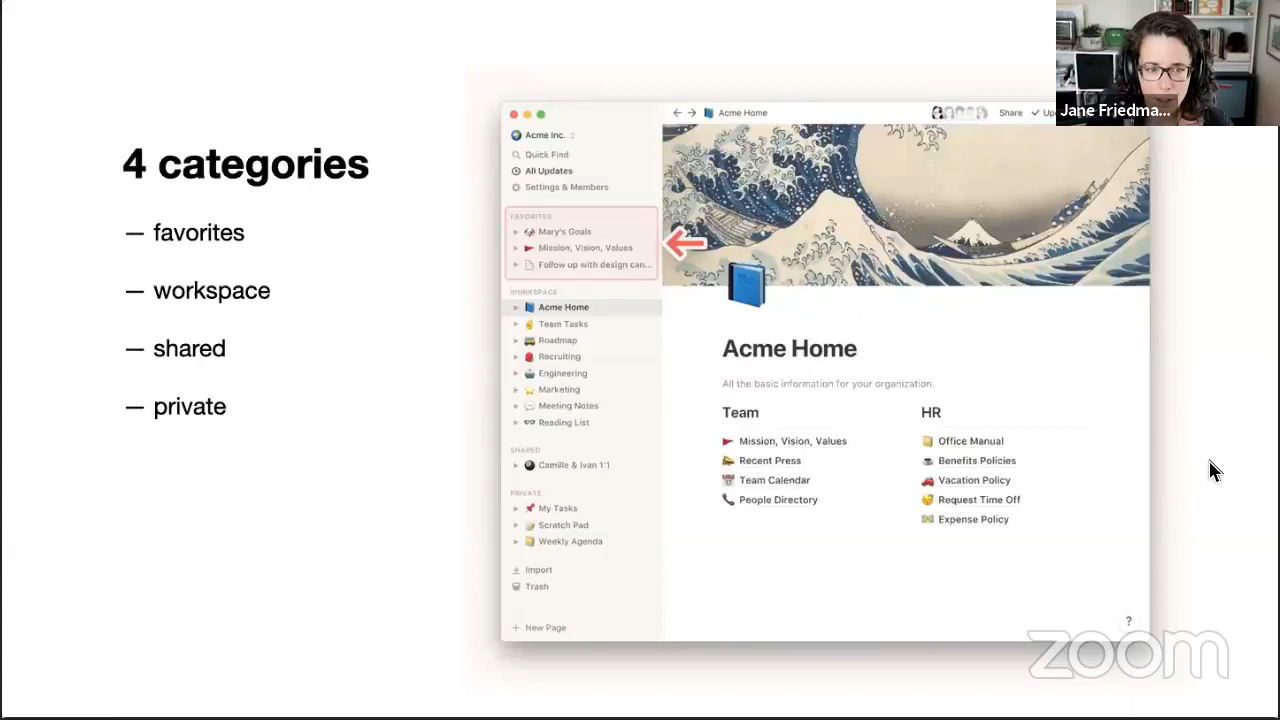 4 categories
— favorites
— workspace
— shared
— private
Acme Inc.
Quick Find
All Updates
Settings & Members
FAVORITES
Mary's Goals
Mission, Vision, Values
Follow up with design can...
WORKSPACE
Acme Home
Team Tasks
Roadmap
Recruiting
Engineering
Marketing
Meeting Notes
Reading List
SHARED
Camille & Ivan 1:1
PRIVATE
My Tasks
Scratch Pad
Weekly Agenda
Import
Trash
+ New Page
Acme Home
Share
Acme Home
All the basic information for your organization.
Team
Mission, Vision, Values
Recent Press
Team Calendar
People Directory
HR
Office Manual
Benefits Policies
Vacation Policy
Request Time Off
Expense Policy
?
Jane Friedma...
zoom